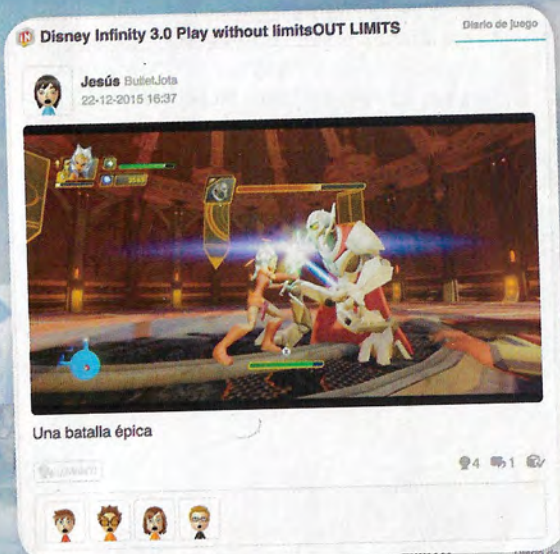 Disney Infinity 3.0 Play without limitsOUT LIMITS
Diario de juego
Jesús BulletJota
22-12-2015 16:37
Una batalla épica
4 1